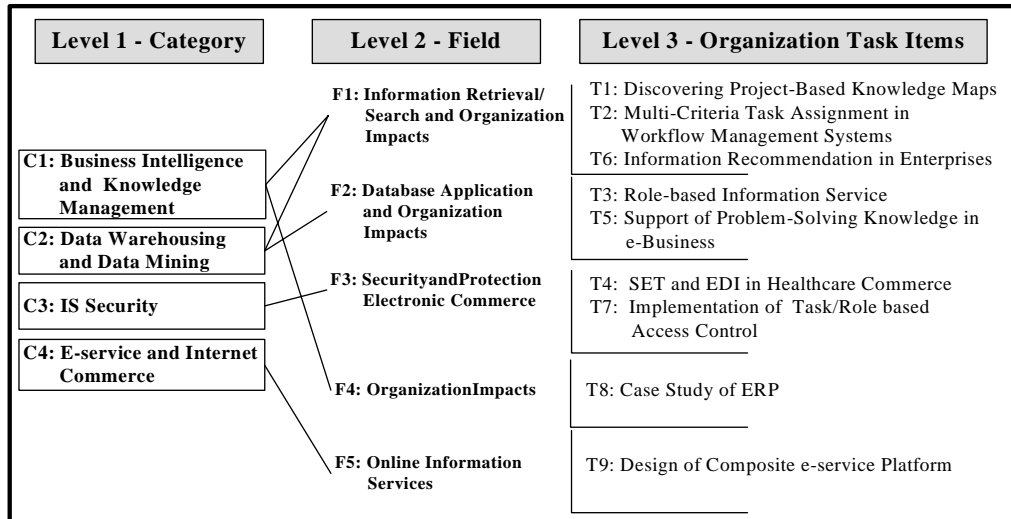 Level 1 - Category
Level 2 - Field
Level 3 - Organization Task Items
C1: Business Intelligence
and Knowledge
Management
C2: Data Warehousing
and Data Mining
C3: IS Security
C4: E-service and Internet
Commerce
F1: Information Retrieval/
Search and Organization
Impacts
F2: Database Application
and Organization
Impacts
F3: SecurityandProtection
Electronic Commerce
F4: OrganizationImpacts
F5: Online Information
Services
T1: Discovering Project-Based Knowledge Maps
T2: Multi-Criteria Task Assignment in
Workflow Management Systems
T6: Information Recommendation in Enterprises
T3: Role-based Information Service
T5: Support of Problem-Solving Knowledge in
e-Business
T4: SET and EDI in Healthcare Commerce
T7: Implementation of Task/Role based
Access Control
T8: Case Study of ERP
T9: Design of Composite e-service Platform